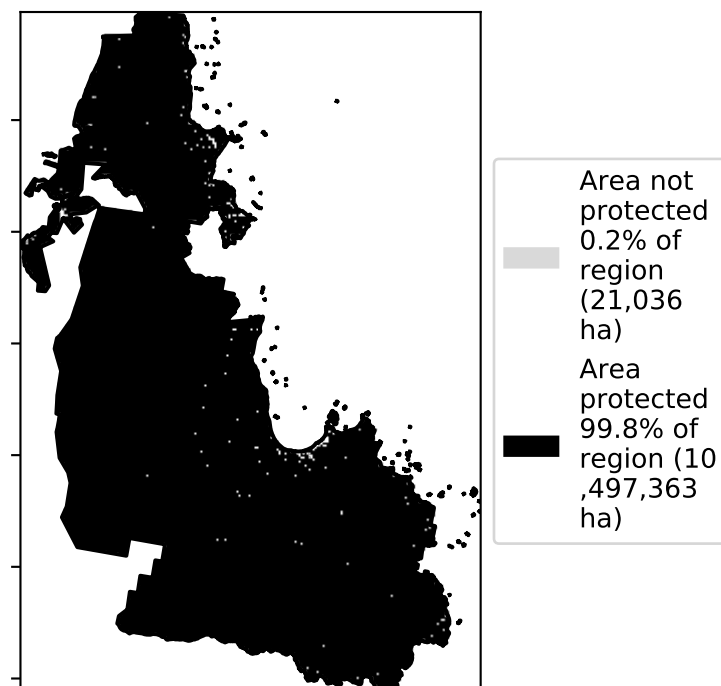 Area not
protected
0.2% of
region
(21,036
ha)
Area
protected
99.8% of
region (10
,497,363
ha)